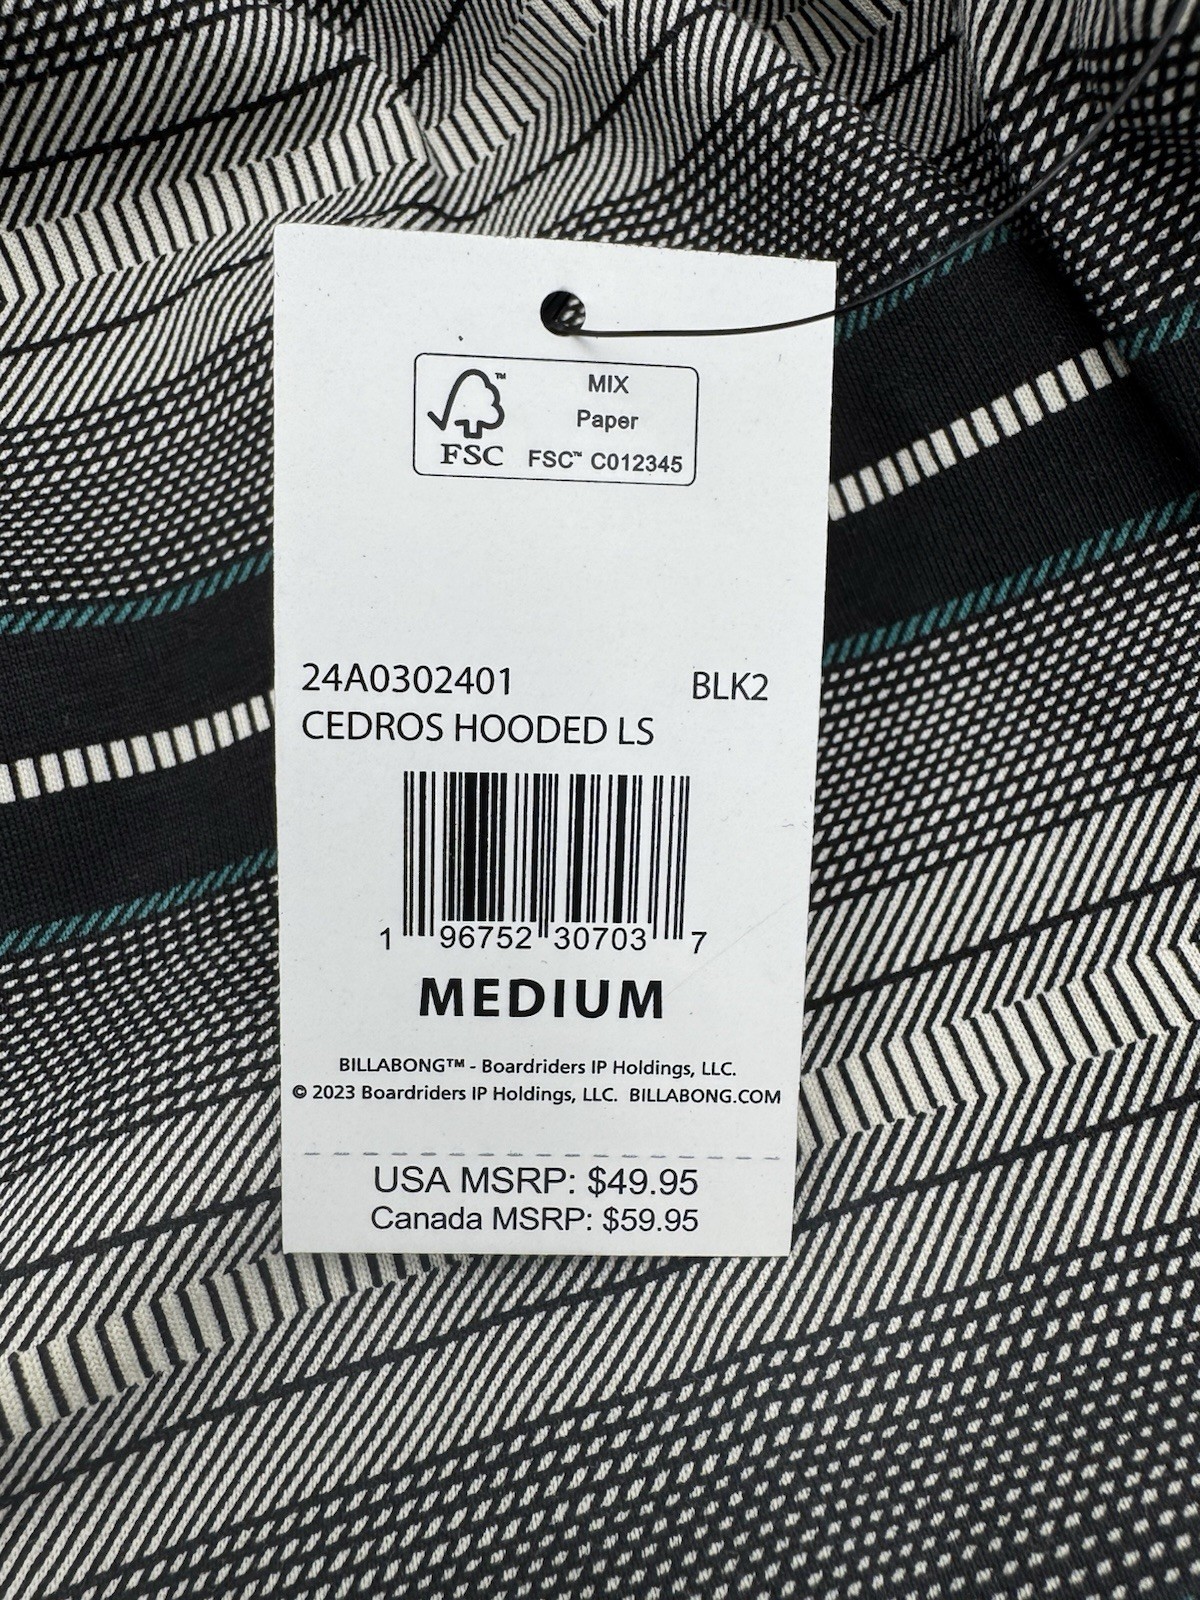 MIX
Paper
FSC™ C012345
™
FSC
24A0302401 BLK2
CEDROS HOODED LS
1 96752 30703 7
MEDIUM
BILLABONG™ - Boardriders IP Holdings, LLC.
© 2023 Boardriders IP Holdings, LLC. BILLABONG.COM
USA MSRP: $49.95
Canada MSRP: $59.95